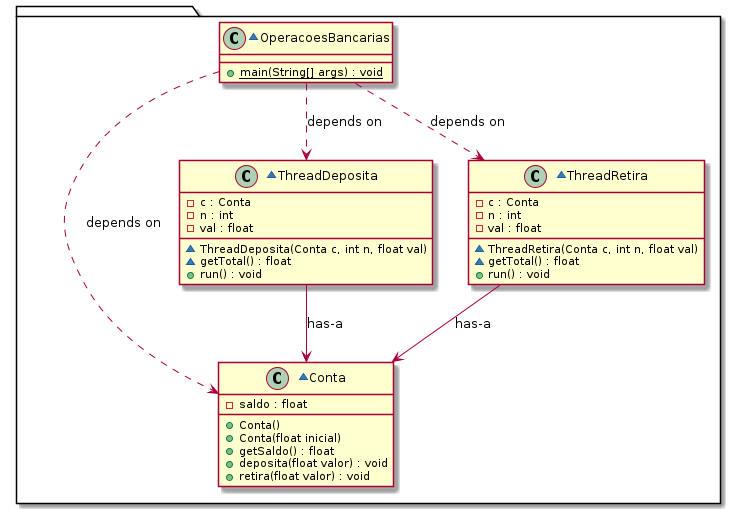 C OperacoesBancarias
main(String[] args) : void
depends on
depends on
depends on
C ThreadDeposita
c : Conta
n : int
val : float
ThreadDeposita(Conta c, int n, float val)
getTotal() : float
run() : void
C ThreadRetira
c : Conta
n : int
val : float
ThreadRetira(Conta c, int n, float val)
getTotal() : float
run() : void
has-a
has-a
C Conta
saldo : float
Conta()
Conta(float inicial)
getSaldo() : float
deposita(float valor) : void
retira(float valor) : void